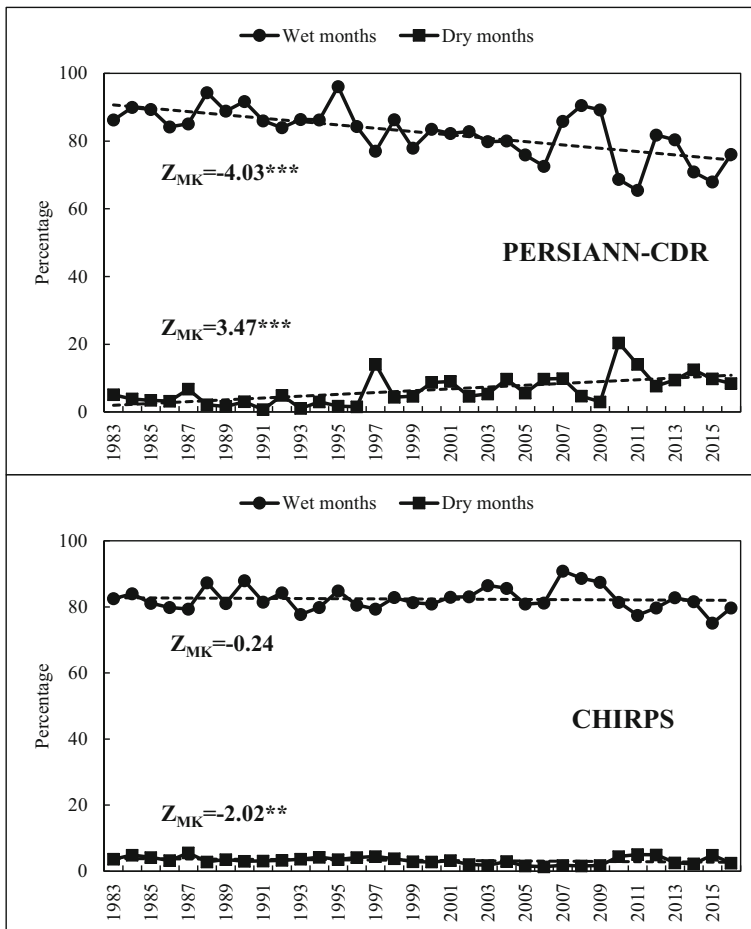 Wet months Dry months
100
80
60
40
20
0
Percentage
Z_MK=-4.03***
PERSIANN-CDR
Z_MK=3.47***
1983 1985 1987 1989 1991 1993 1995 1997 1999 2001 2003 2005 2007 2009 2011 2013 2015
Wet months Dry months
100
80
60
40
20
0
Percentage
Z_MK=-0.24
CHIRPS
Z_MK=-2.02**
1983 1985 1987 1989 1991 1993 1995 1997 1999 2001 2003 2005 2007 2009 2011 2013 2015